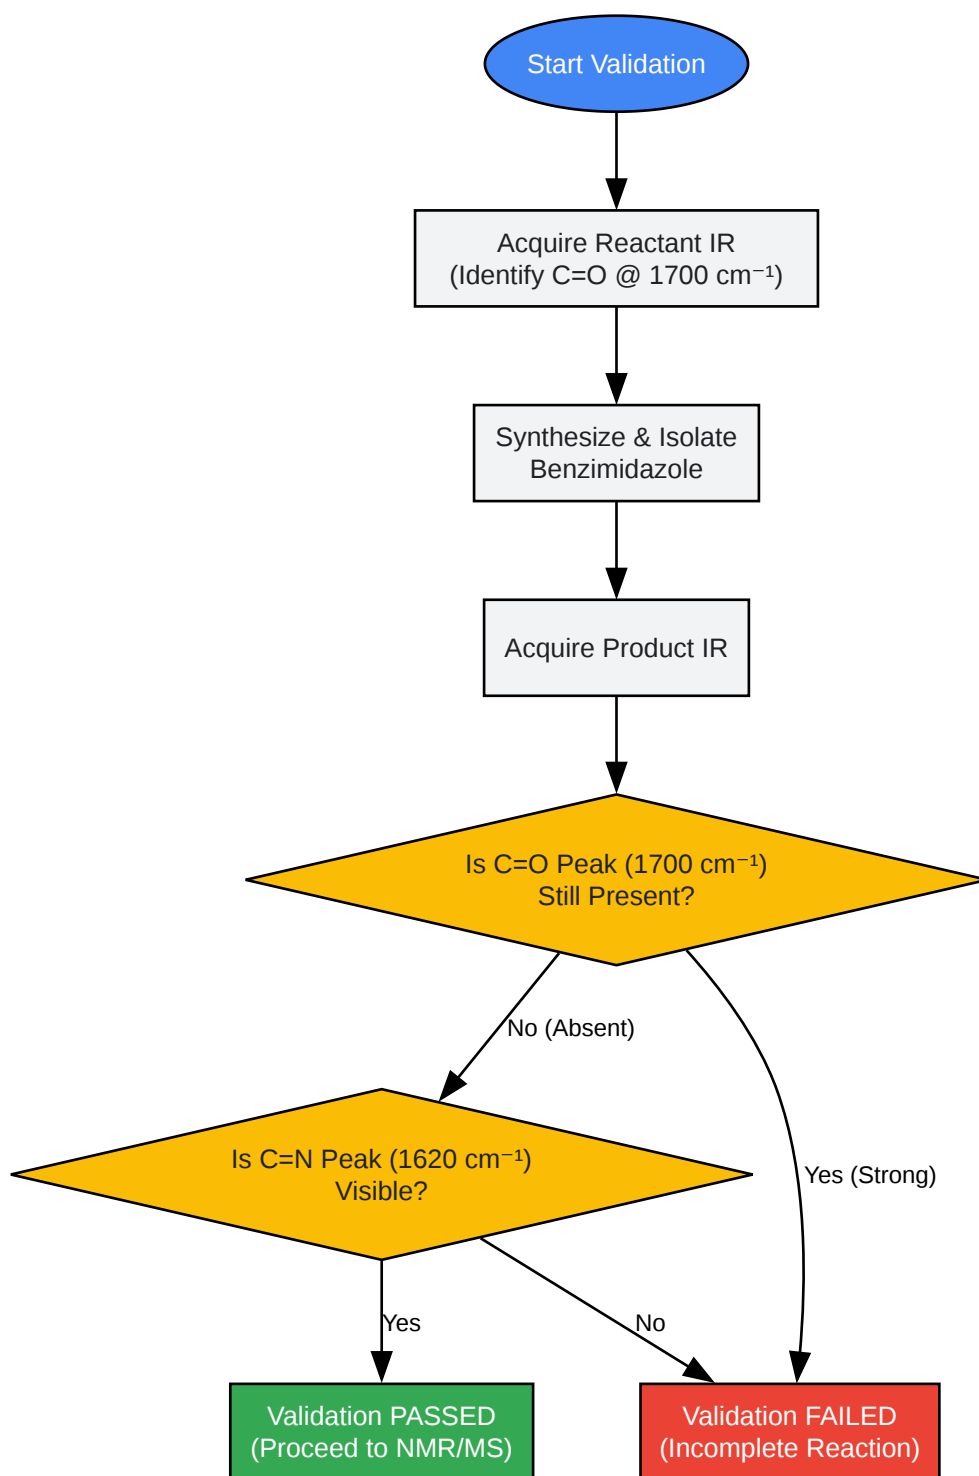 Start Validation
Acquire Reactant IR
(Identify C=O @ 1700 cm⁻¹)
Synthesize & Isolate
Benzimidazole
Acquire Product IR
Is C=O Peak (1700 cm⁻¹)
Still Present?
No (Absent)
Is C=N Peak (1620 cm⁻¹)
Visible?
Yes (Strong)
Yes
No
Validation PASSED
(Proceed to NMR/MS)
Validation FAILED
(Incomplete Reaction)